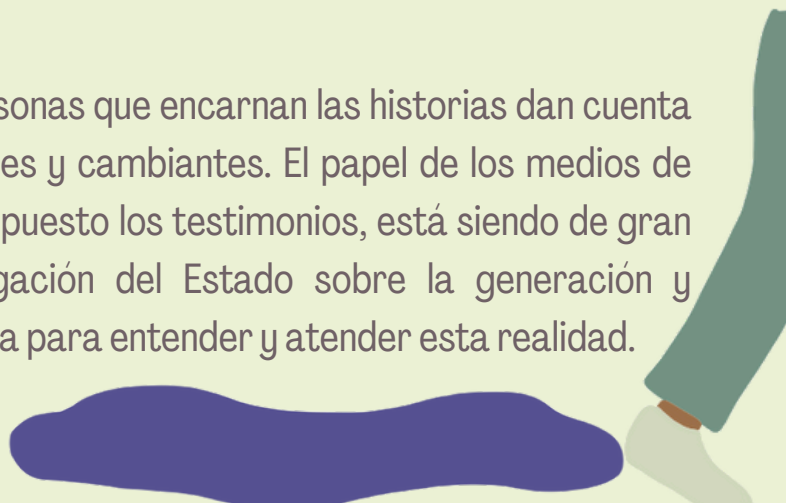 sonas que encarnan las historias dan cuenta
es y cambiantes. El papel de los medios de
puesto los testimonios, está siendo de gran
gación del Estado sobre la generación y
a para entender y atender esta realidad.